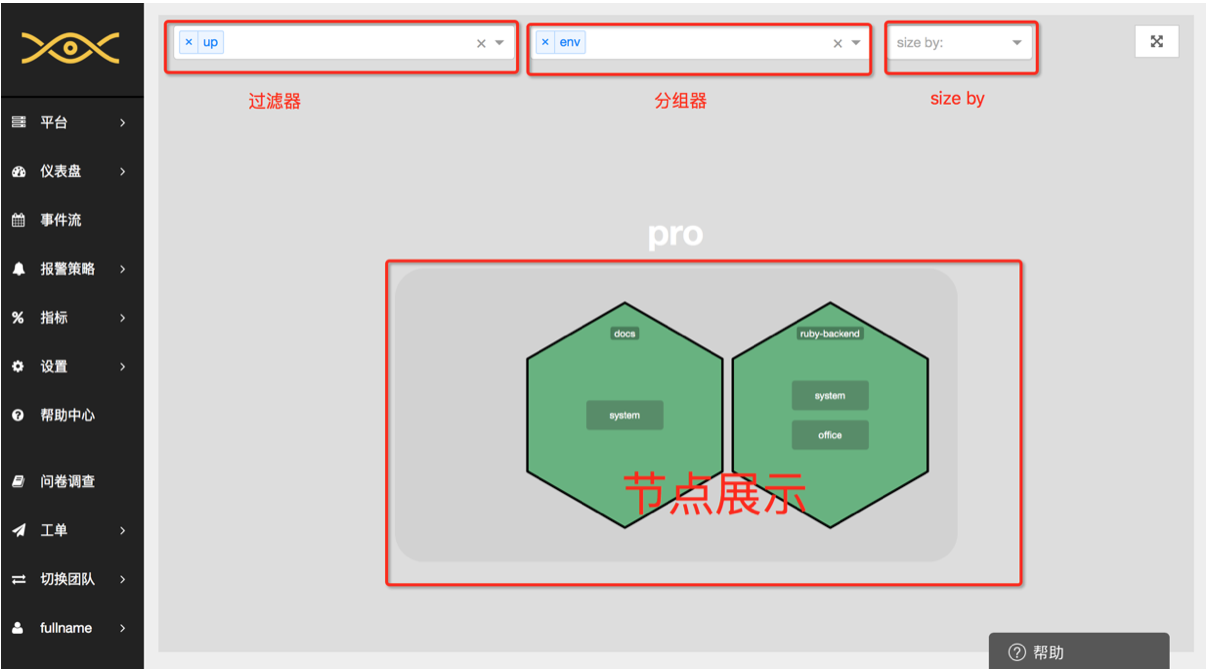 × up
× env
size by:
过滤器
分组器
size by
平台
仪表盘
事件流
报警策略
指标
设置
帮助中心
问卷调查
工单
切换团队
fullname
pro
docs
ruby-backend
system
system
office
节点展示
帮助